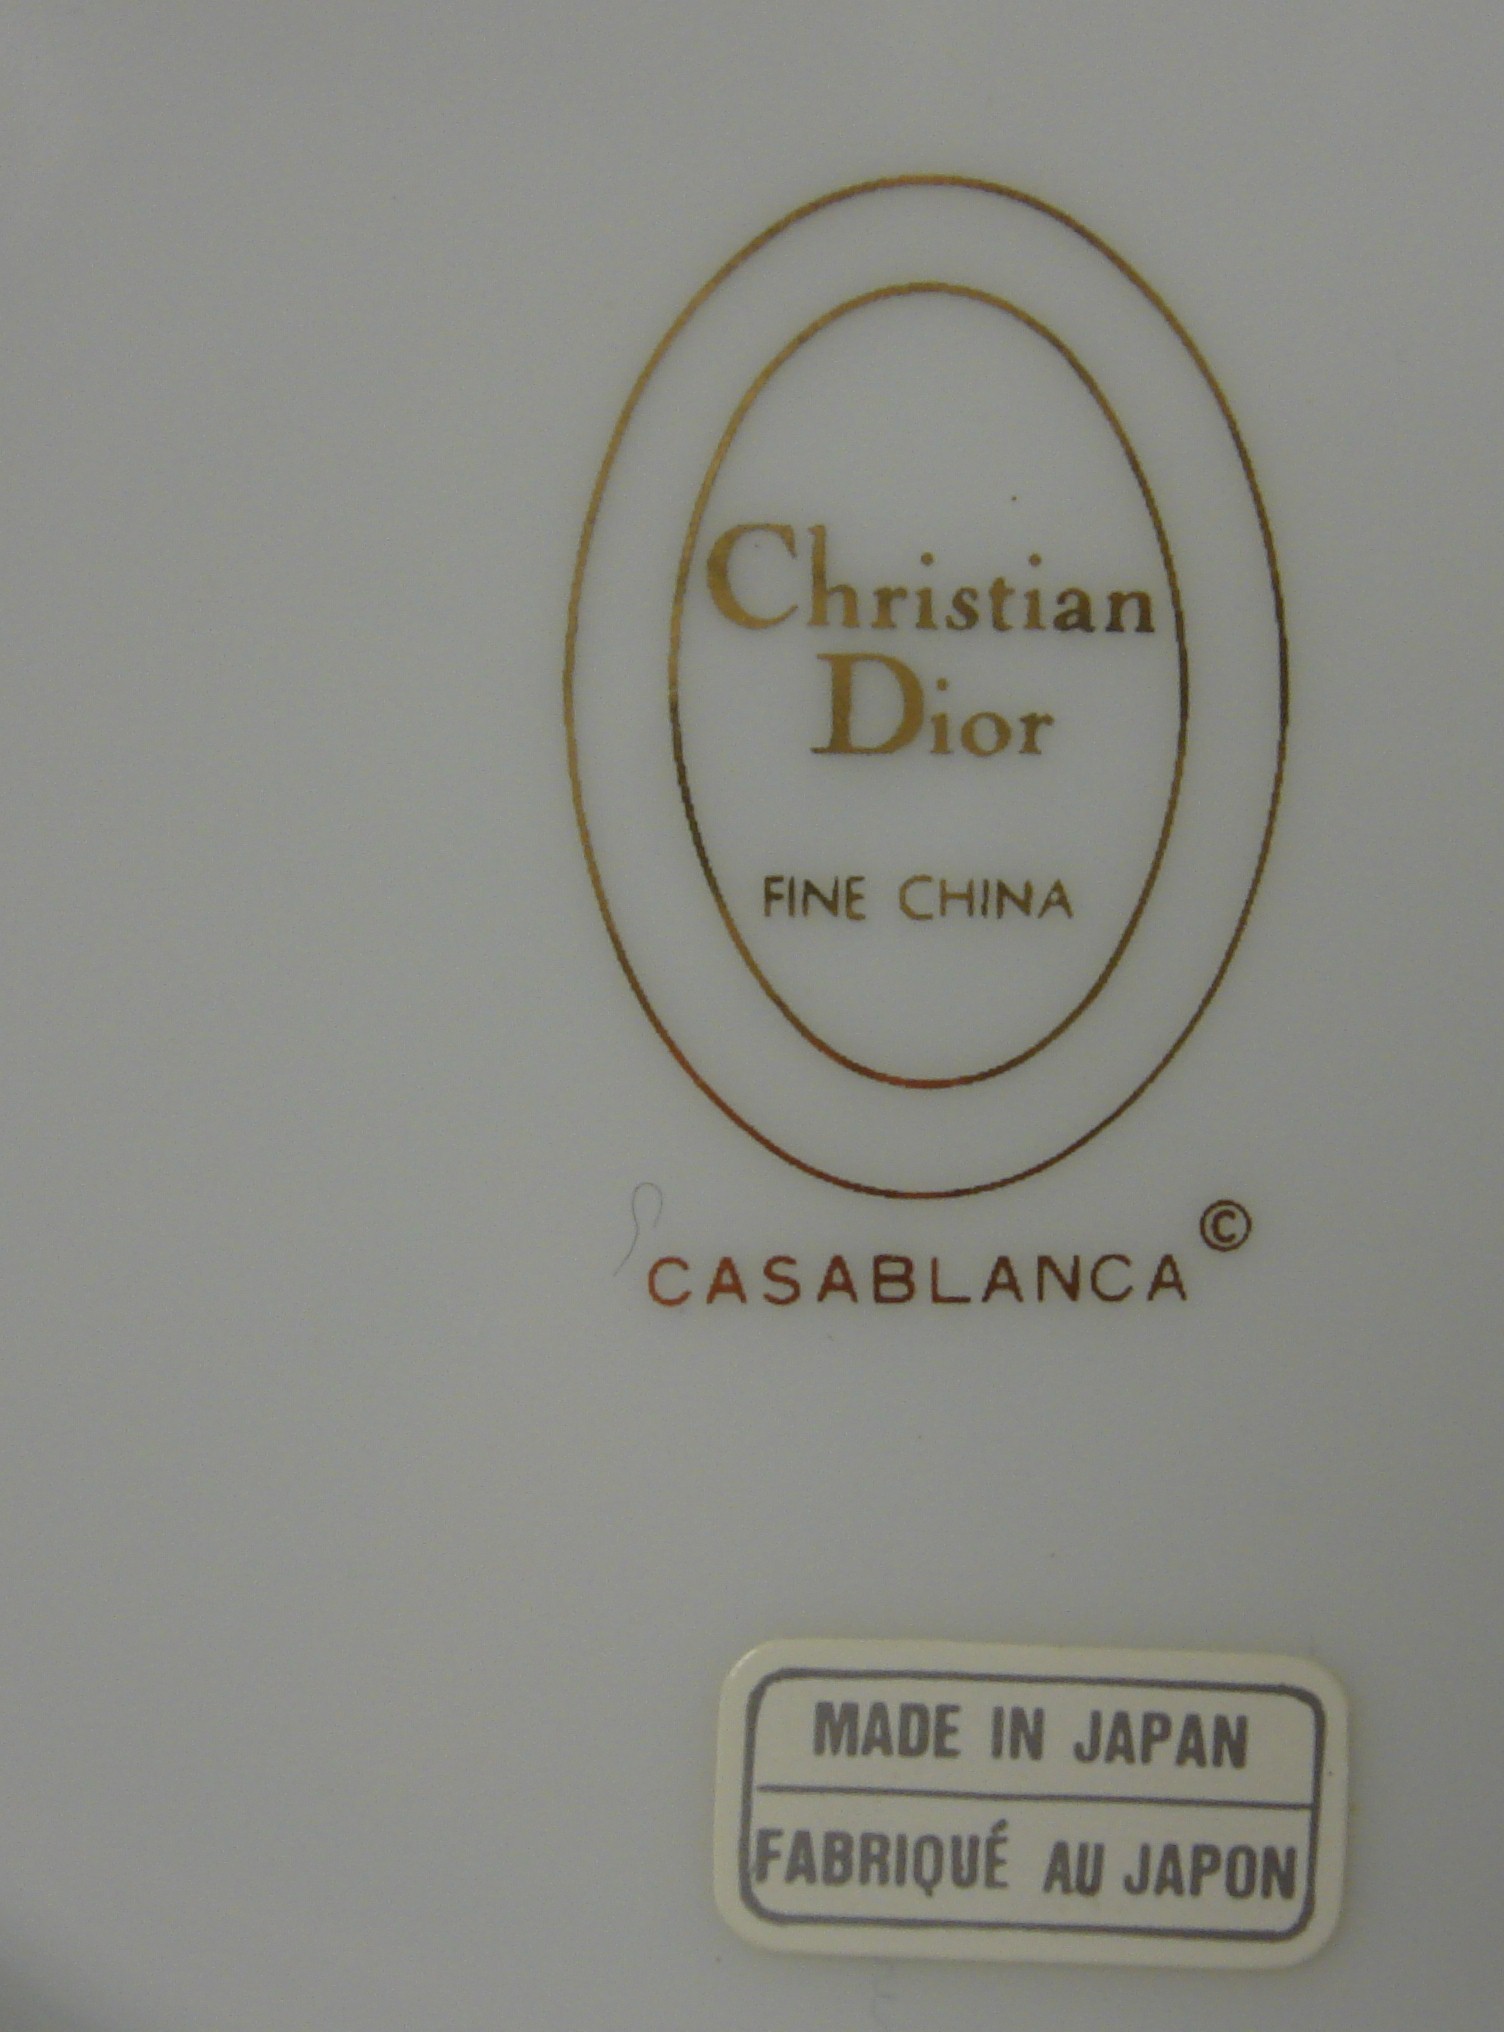 Christian
Dior
FINE CHINA
CASABLANCA ©
MADE IN JAPAN
FABRIQUÉ AU JAPON